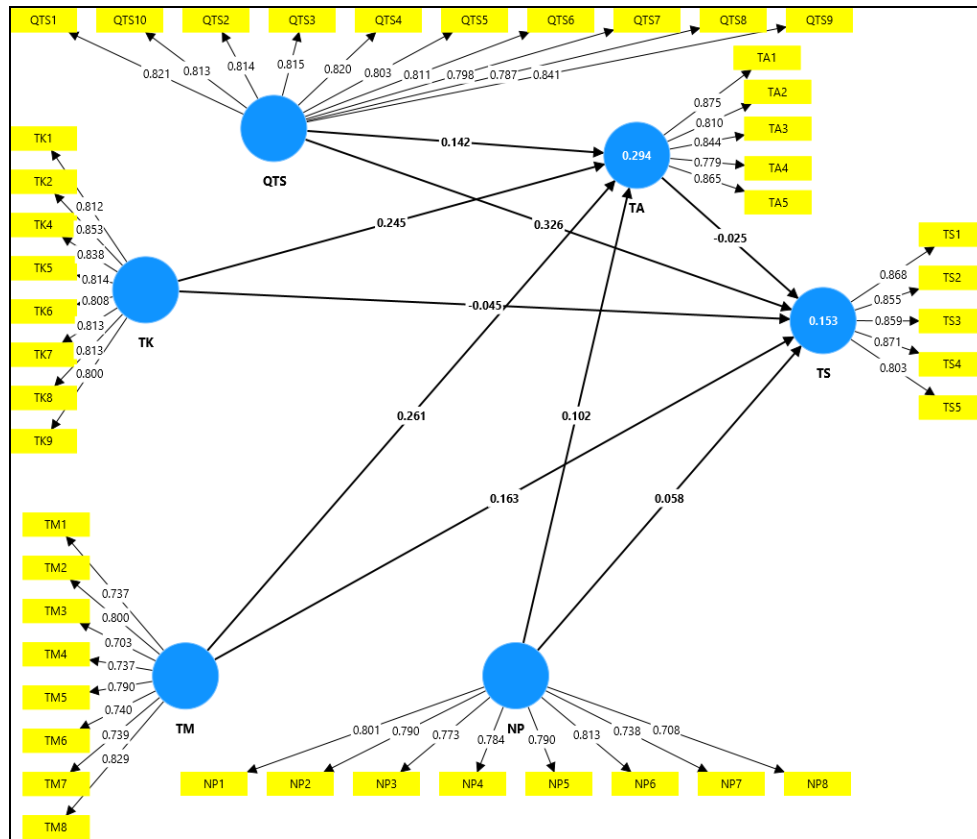 QTS1 QTS10 QTS2 QTS3 QTS4 QTS5 QTS6 QTS7 QTS8 QTS9
0.821 0.813 0.814 0.815 0.820 0.803 0.811 0.798 0.787 0.841
QTS
TA1
TA2
TA3
TA4
TA5
0.875
0.810
0.844
0.779
0.865
0.294
TA
TK1
TK2
TK4
TK5
TK6
TK7
TK8
TK9
0.812
0.853
0.838
0.814
0.808
0.813
0.813
0.800
TK
0.142
0.245
0.326
-0.025
-0.045
0.261
0.102
0.163
0.058
TS1
TS2
TS3
TS4
TS5
0.868
0.855
0.859
0.871
0.803
0.153
TS
TM1
TM2
TM3
TM4
TM5
TM6
TM7
TM8
0.737
0.800
0.703
0.737
0.790
0.740
0.739
0.829
TM
NP
0.801 0.790 0.773 0.784 0.790 0.813 0.738 0.708
NP1 NP2 NP3 NP4 NP5 NP6 NP7 NP8